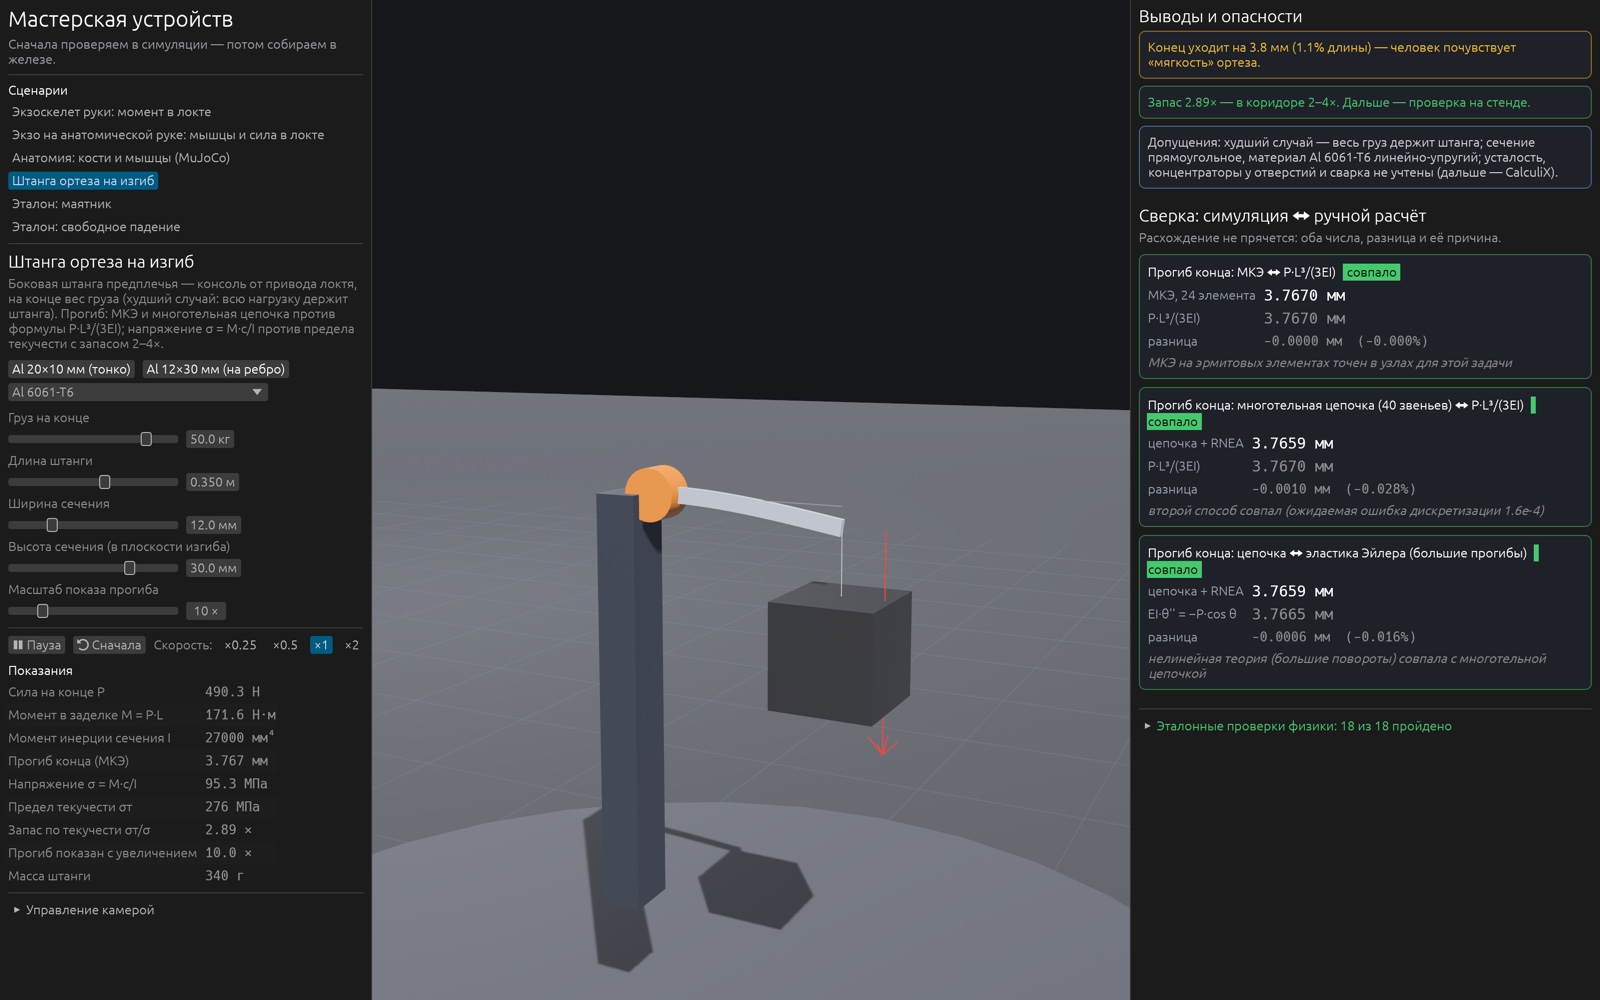 Мастерская устройств
Сначала проверяем в симуляции — потом собираем в
железе.
Сценарии
Экзоскелет руки: момент в локте
Экзо на анатомической руке: мышцы и сила в локте
Анатомия: кости и мышцы (MuJoCo)
Штанга ортеза на изгиб
Эталон: маятник
Эталон: свободное падение
Штанга ортеза на изгиб
Боковая штанга предплечья — консоль от привода локтя,
на конце вес груза (худший случай: всю нагрузку держит
штанга). Прогиб: МКЭ и многотельная цепочка против
формулы P·L³/(3EI); напряжение σ = M·c/I против предела
текучести с запасом 2–4×.
Al 20×10 мм (тонко) Al 12×30 мм (на ребро)
Al 6061-T6
Груз на конце
50.0 кг
Длина штанги
0.350 м
Ширина сечения
12.0 мм
Высота сечения (в плоскости изгиба)
30.0 мм
Масштаб показа прогиба
10 ×
Пауза Сначала Скорость: ×0.25 ×0.5 ×1 ×2
Показания
Сила на конце P 490.3 Н
Момент в заделке M = P·L 171.6 Н·м
Момент инерции сечения I 27000 мм⁴
Прогиб конца (МКЭ) 3.767 мм
Напряжение σ = M·c/I 95.3 МПа
Предел текучести σт 276 МПа
Запас по текучести σт/σ 2.89 ×
Прогиб показан с увеличением 10.0 ×
Масса штанги 340 г
Управление камерой
Выводы и опасности
Конец уходит на 3.8 мм (1.1% длины) — человек почувствует
«мягкость» ортеза.
Запас 2.89× — в коридоре 2–4×. Дальше — проверка на стенде.
Допущения: худший случай — весь груз держит штанга; сечение
прямоугольное, материал Al 6061-T6 линейно-упругий; усталость,
концентраторы у отверстий и сварка не учтены (дальше — CalculiX).
Сверка: симуляция ⬌ ручной расчёт
Расхождение не прячется: оба числа, разница и её причина.
Прогиб конца: МКЭ ⬌ P·L³/(3EI) совпало
МКЭ, 24 элемента 3.7670 мм
P·L³/(3EI) 3.7670 мм
разница -0.0000 мм (-0.000%)
МКЭ на эрмитовых элементах точен в узлах для этой задачи
Прогиб конца: многотельная цепочка (40 звеньев) ⬌ P·L³/(3EI)
совпало
цепочка + RNEA 3.7659 мм
P·L³/(3EI) 3.7670 мм
разница -0.0010 мм (-0.028%)
второй способ совпал (ожидаемая ошибка дискретизации 1.6e-4)
Прогиб конца: цепочка ⬌ эластика Эйлера (большие прогибы)
совпало
цепочка + RNEA 3.7659 мм
EI·θ'' = −P·cos θ 3.7665 мм
разница -0.0006 мм (-0.016%)
нелинейная теория (большие повороты) совпала с многотельной
цепочкой
Эталонные проверки физики: 18 из 18 пройдено